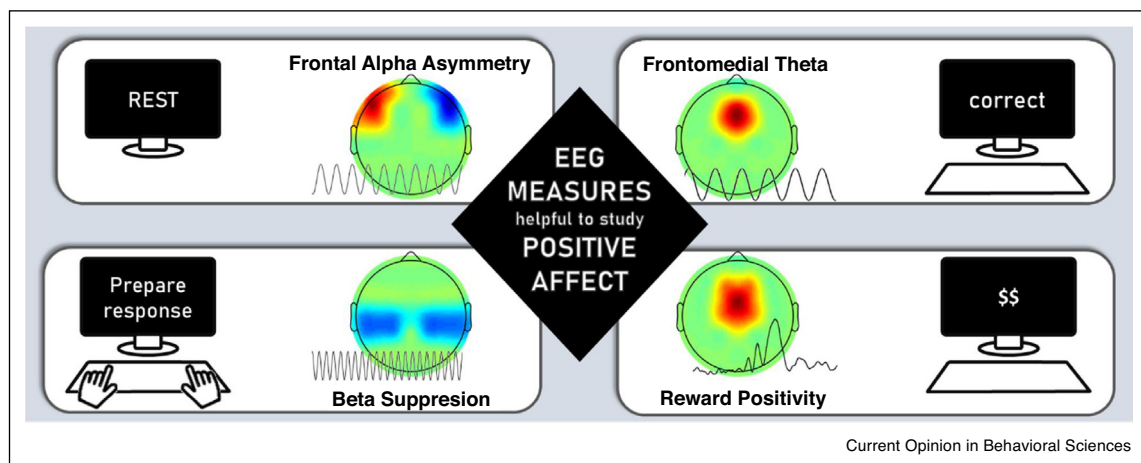 Frontal Alpha Asymmetry
REST
Frontomedial Theta
correct
EEG
MEASURES
helpful to study
POSITIVE
AFFECT
Prepare
response
Beta Suppresion
$$
Reward Positivity
Current Opinion in Behavioral Sciences